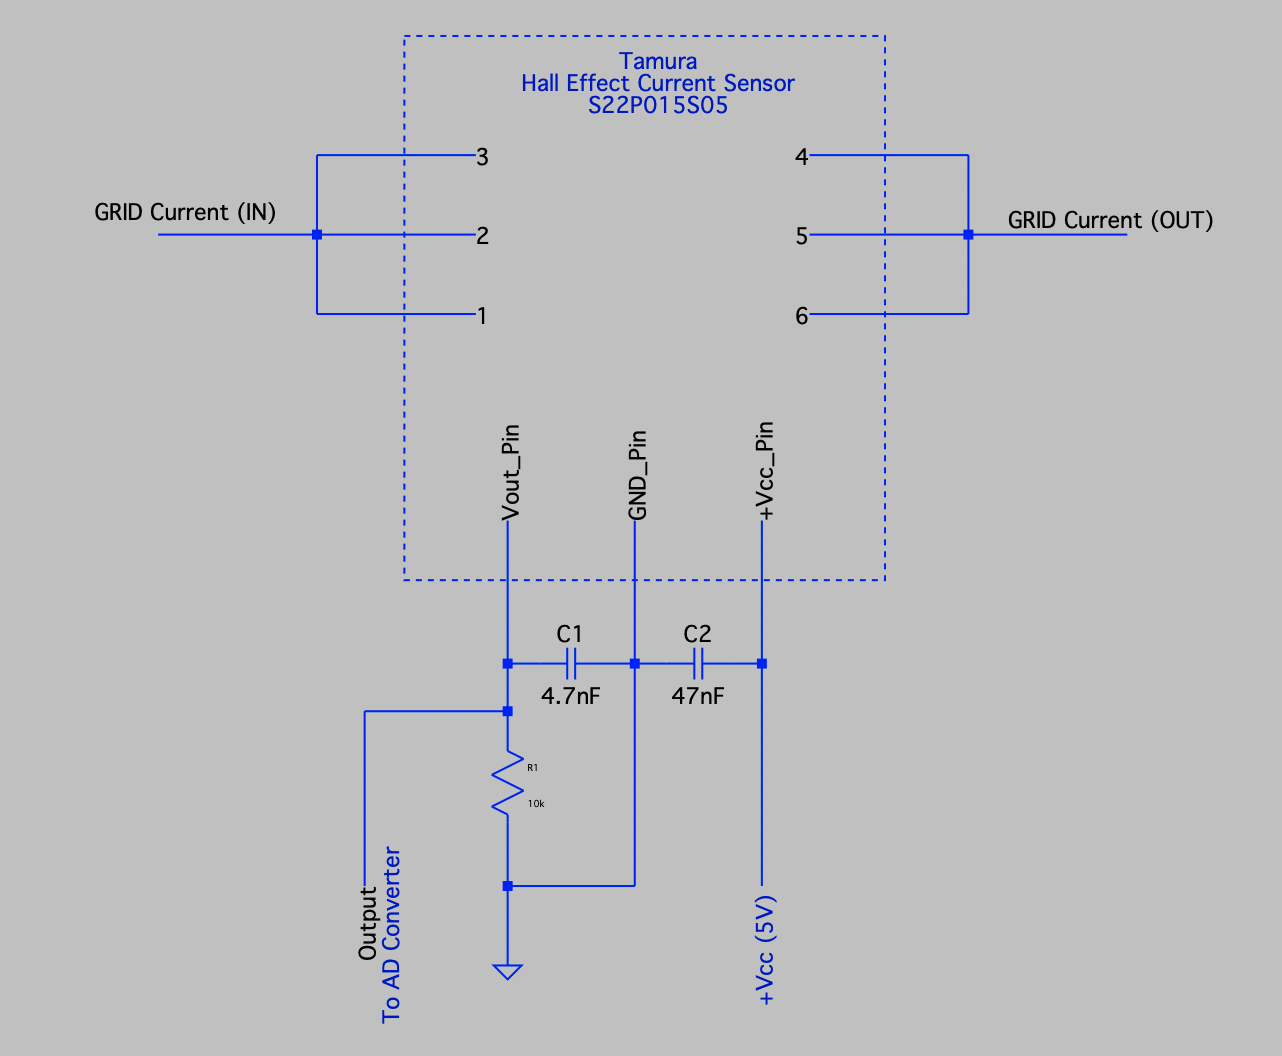 Tamura
Hall Effect Current Sensor
S22P015S05
3
4
GRID Current (IN)
GRID Current (OUT)
2
5
1
6
Vout_Pin
GND_Pin
+Vcc_Pin
C1
C2
4.7nF
47nF
R1
10k
Output
To AD Converter
+Vcc (5V)